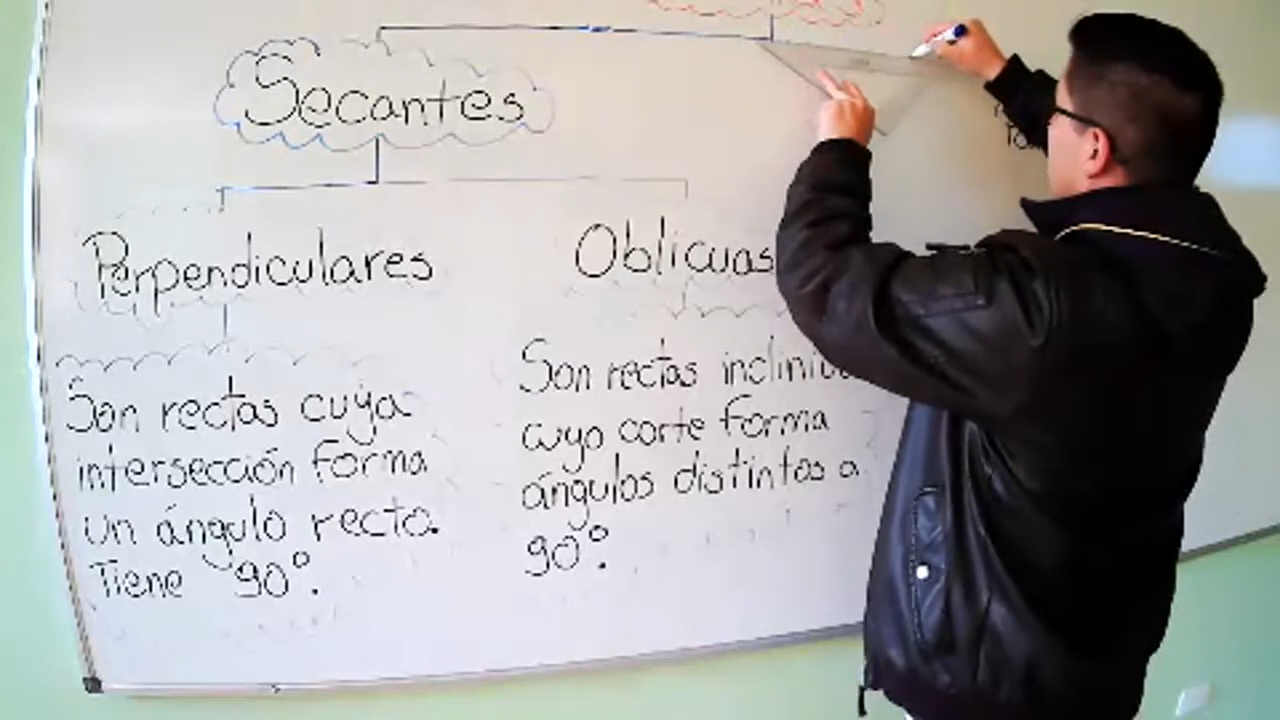 Secantes
Perpendiculares
Oblicuas
Son rectas cuya
intersección forma
un ángulo recto.
Tiene 90°.
Son rectas
cuyo corte forma
ángulos distintos a
90°.